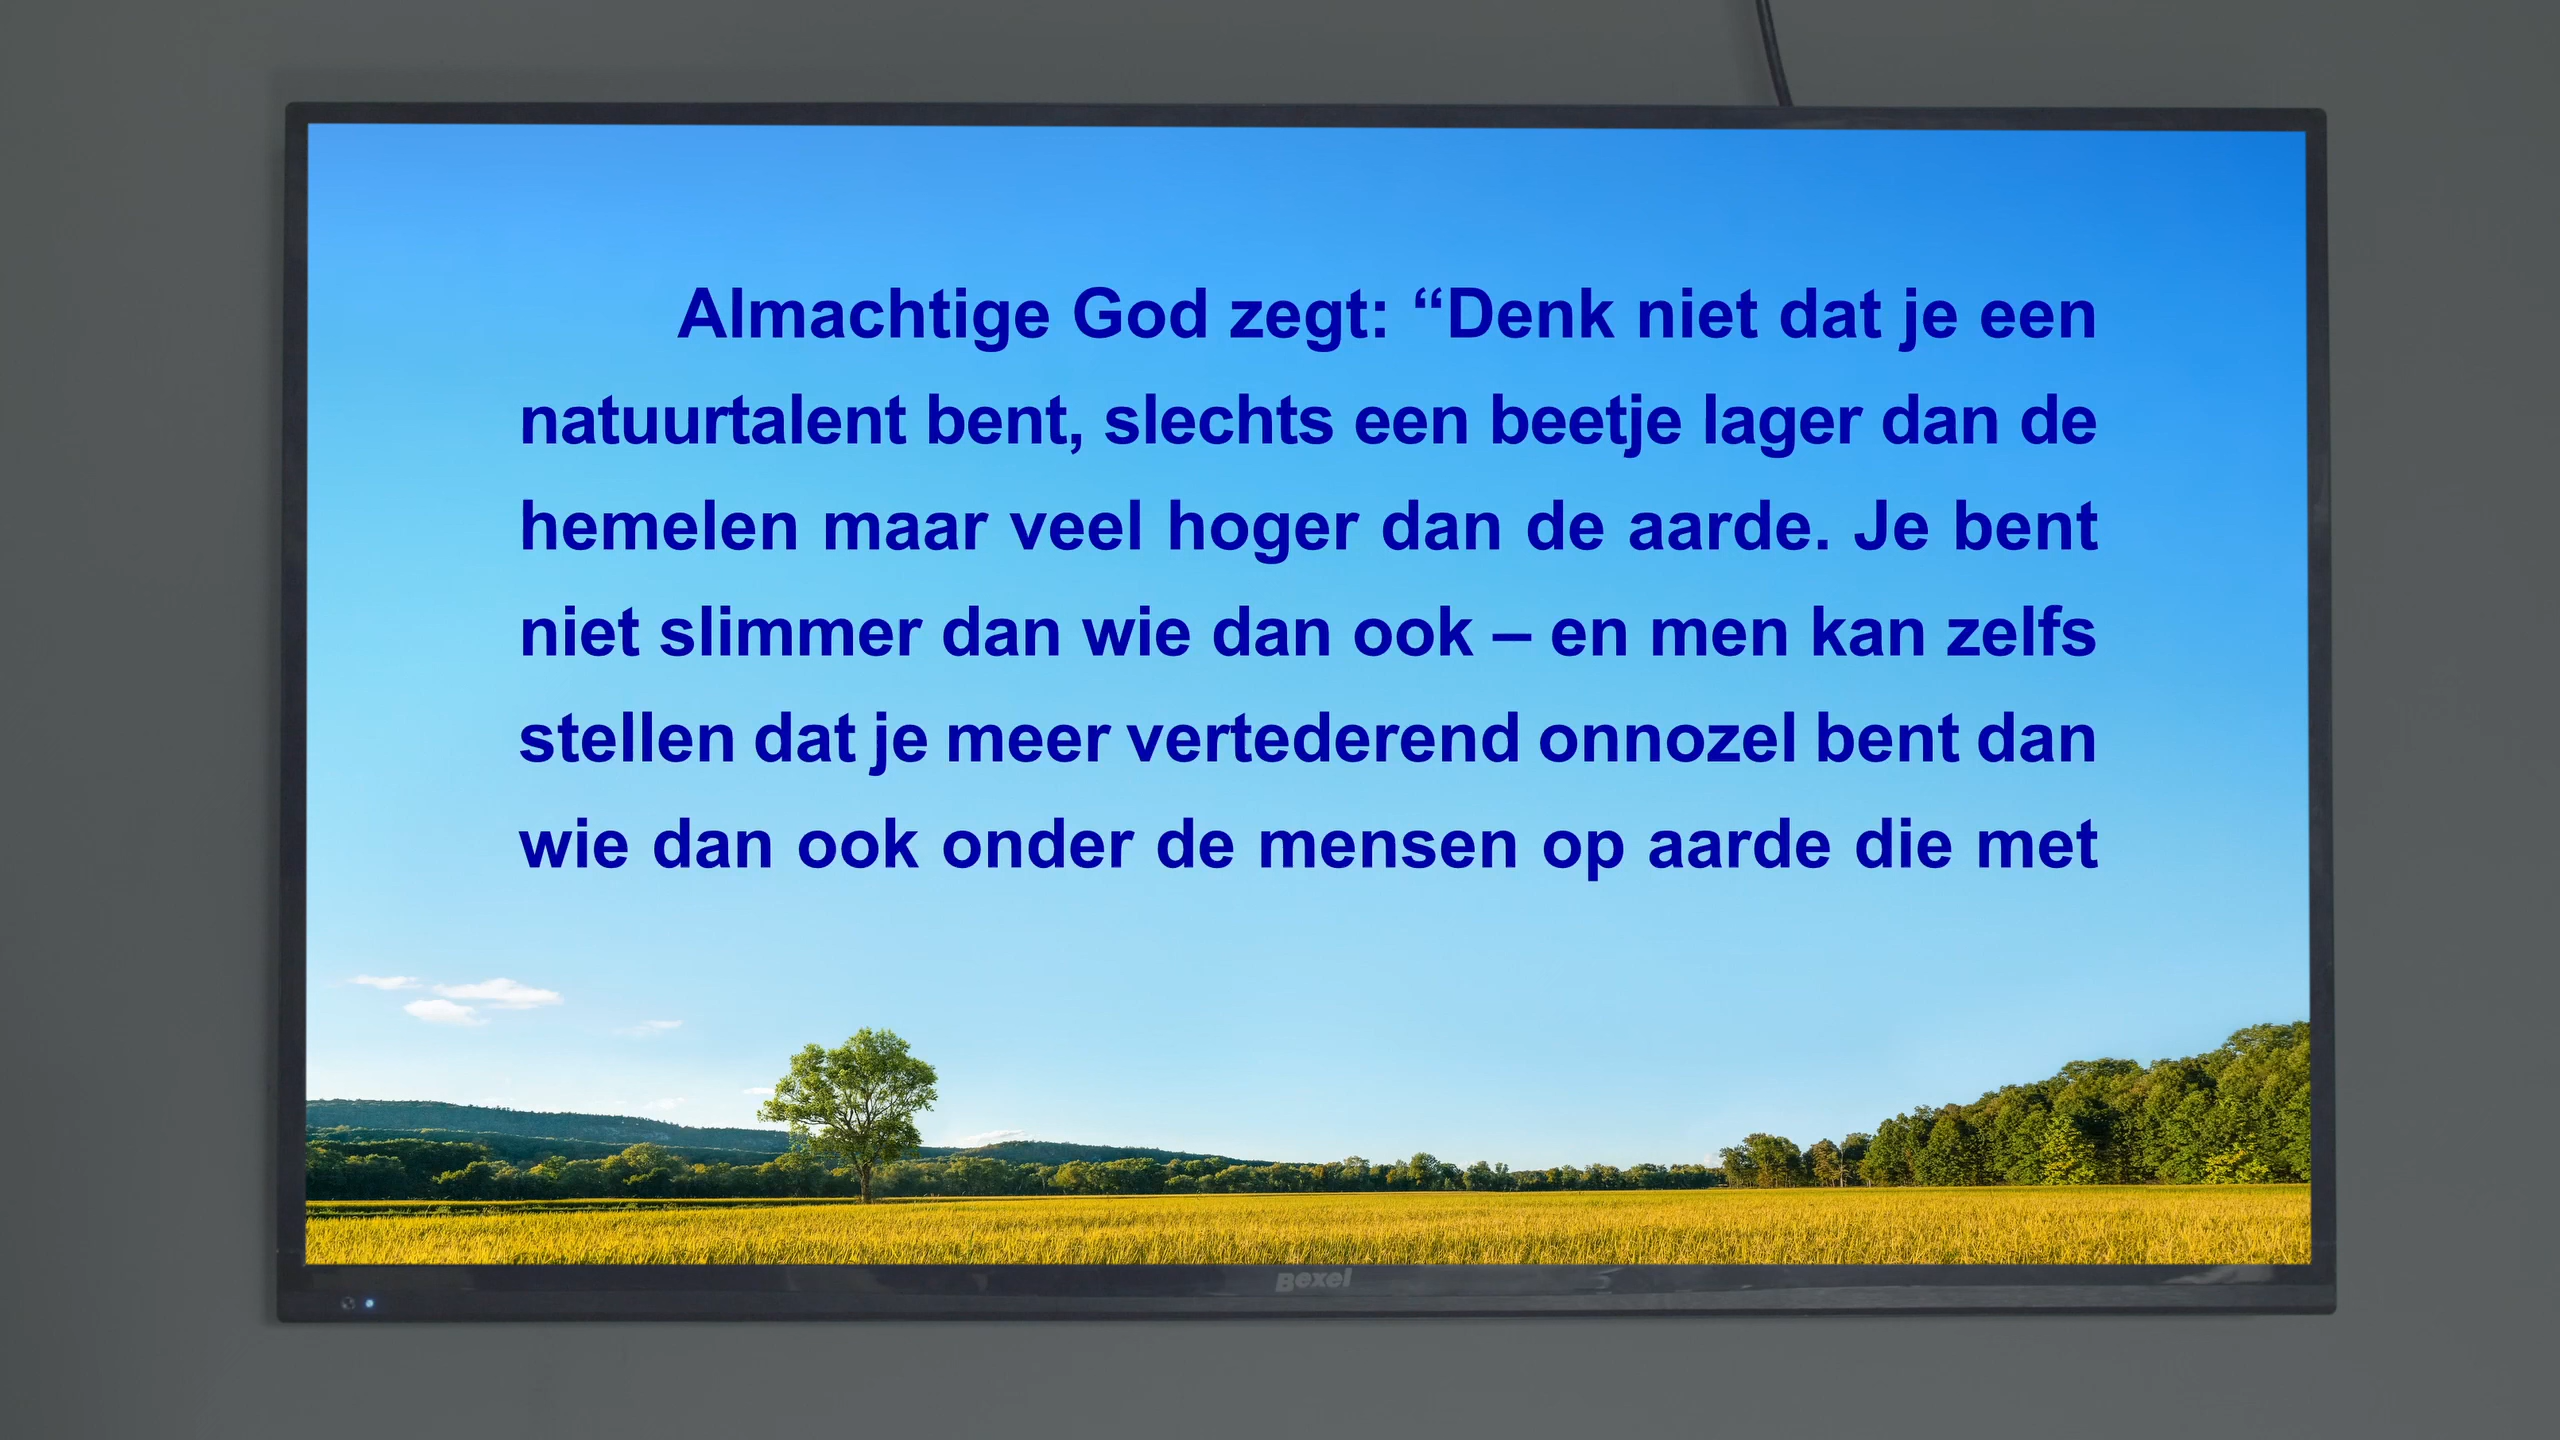 Almachtige God zegt: “Denk niet dat je een
natuurtalent bent, slechts een beetje lager dan de
hemelen maar veel hoger dan de aarde. Je bent
niet slimmer dan wie dan ook – en men kan zelfs
stellen dat je meer vertederend onnozel bent dan
wie dan ook onder de mensen op aarde die met
Bexel